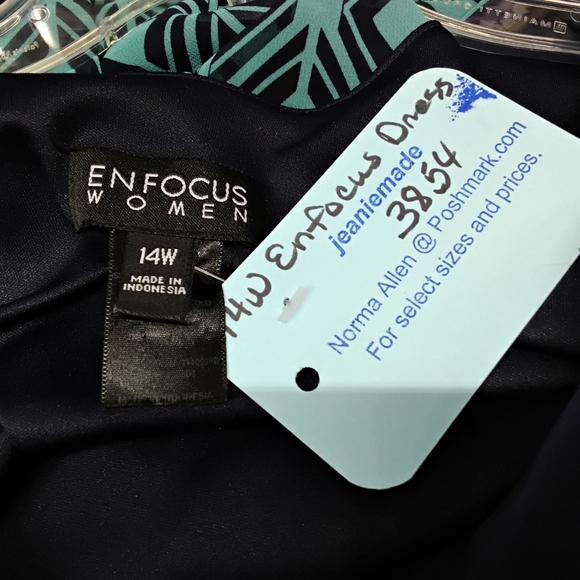 ENFOCUS
WOMEN
14W
MADE IN
INDONESIA
14W Enfocus Dress
jeaniemade
3854
Norma Allen @ Poshmark.com
For select sizes and prices.